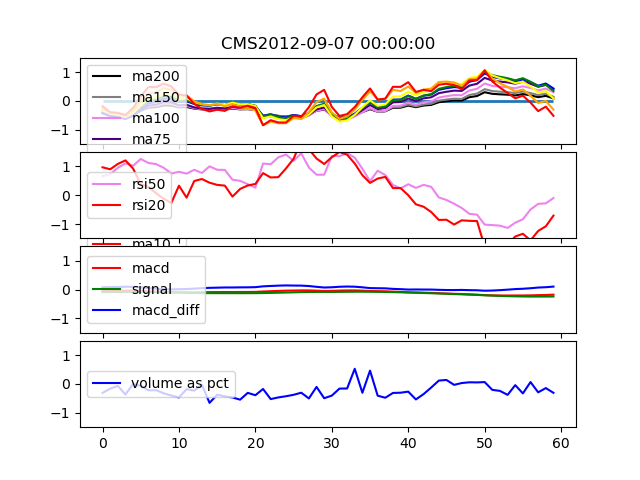 CMS2012-09-07 00:00:00
1
0
−1
ma200
ma150
ma100
ma75
1
0
−1
rsi50
rsi20
ma10
1
0
−1
macd
signal
macd_diff
1
0
−1
volume as pct
0 10 20 30 40 50 60